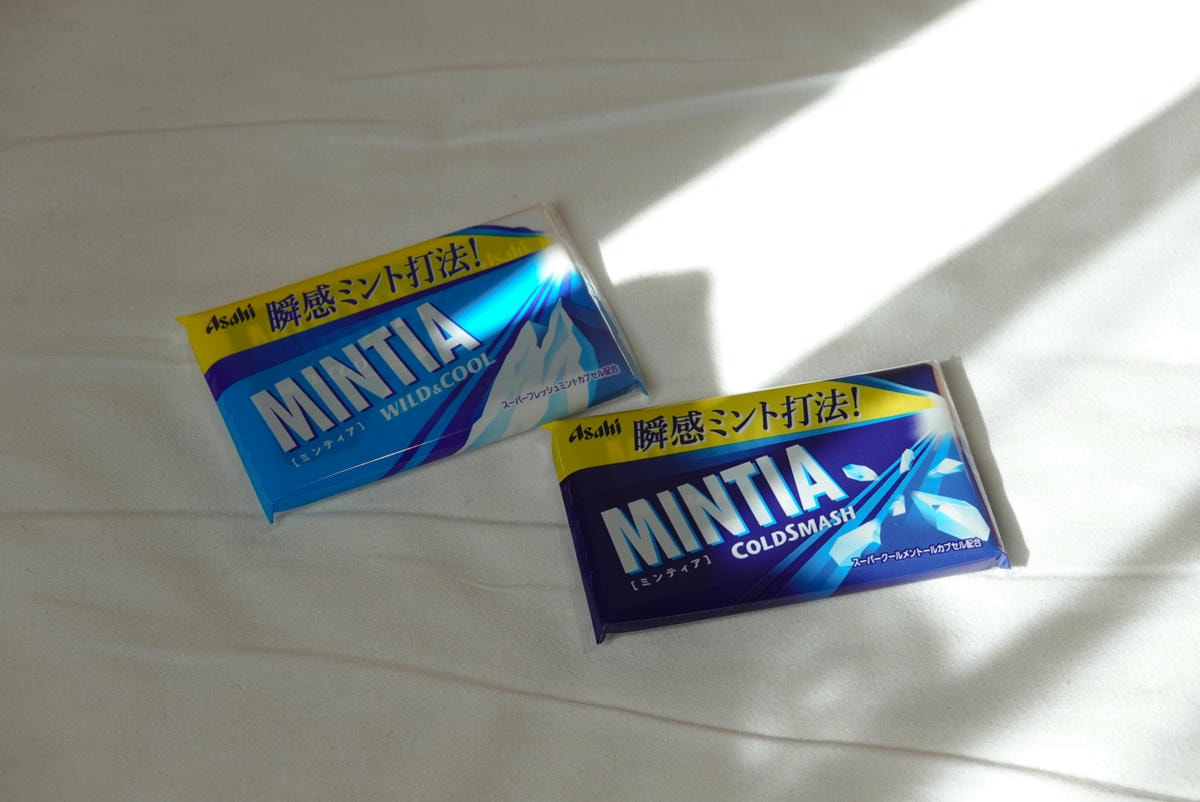 Asahi 瞬感ミント打法!
Asahi
MINTIA
WILD&COOL
[ミンティア]
スーパーフレッシュミントカプセル配合
Asahi 瞬感ミント打法!
MINTIA
COLDSMASH
[ミンティア]
スーパークールメントールカプセル配合